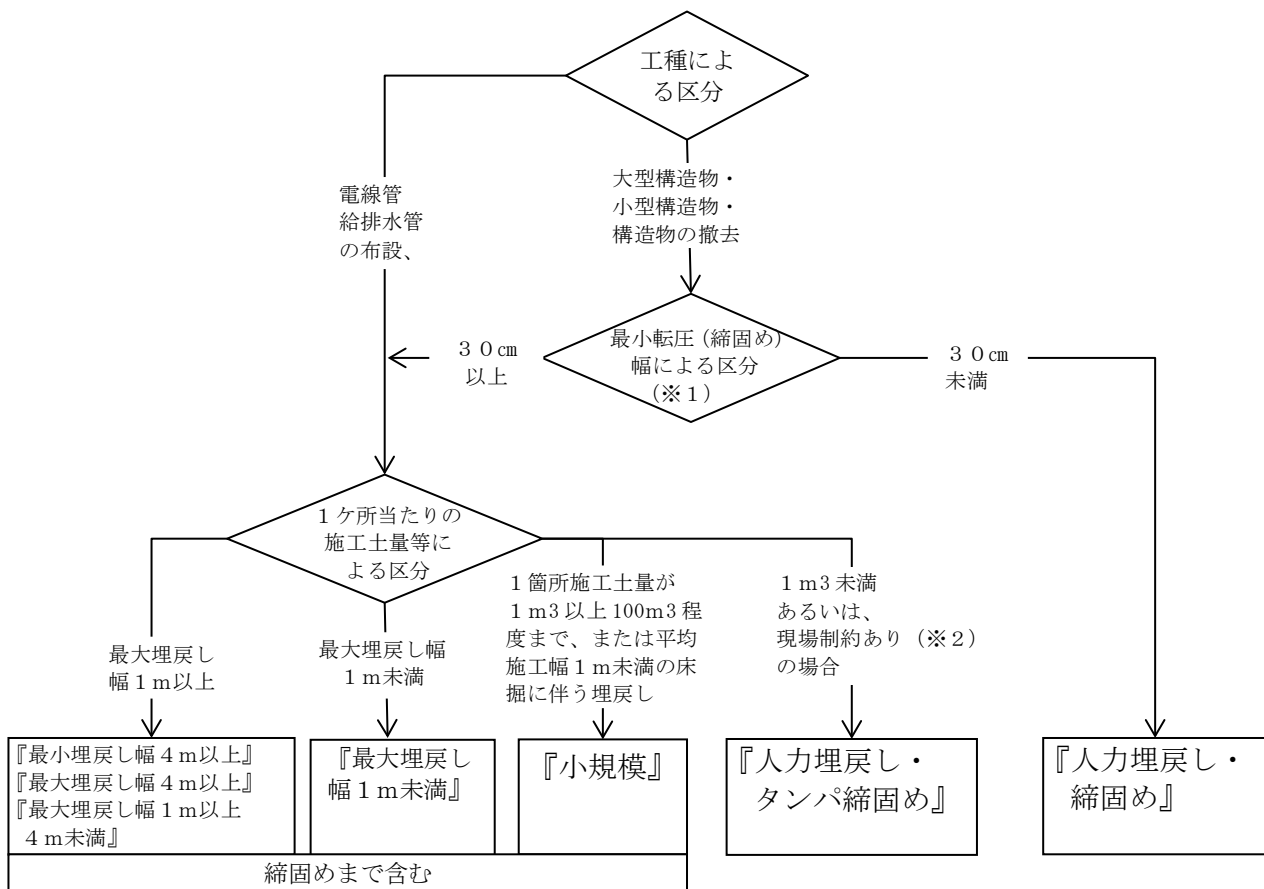 工種によ
る区分
電線管
給排水管
の布設、
大型構造物・
小型構造物・
構造物の撤去
３０㎝
以上
最小転圧（締固め）
幅による区分
（※１）
３０㎝
未満
１ケ所当たりの
施工土量等に
よる区分
最大埋戻し
幅１ｍ以上
最大埋戻し幅
１ｍ未満
１箇所施工土量が
１m3以上100m3程
度まで、または平均
施工幅１ｍ未満の床
掘に伴う埋戻し
１m3未満
あるいは、
現場制約あり（※２）
の場合
『最小埋戻し幅４ｍ以上』
『最大埋戻し幅４ｍ以上』
『最大埋戻し幅１ｍ以上
４ｍ未満』
『最大埋戻し
幅１ｍ未満』
『小規模』
『人力埋戻し・
タンパ締固め』
『人力埋戻し・
締固め』
締固めまで含む